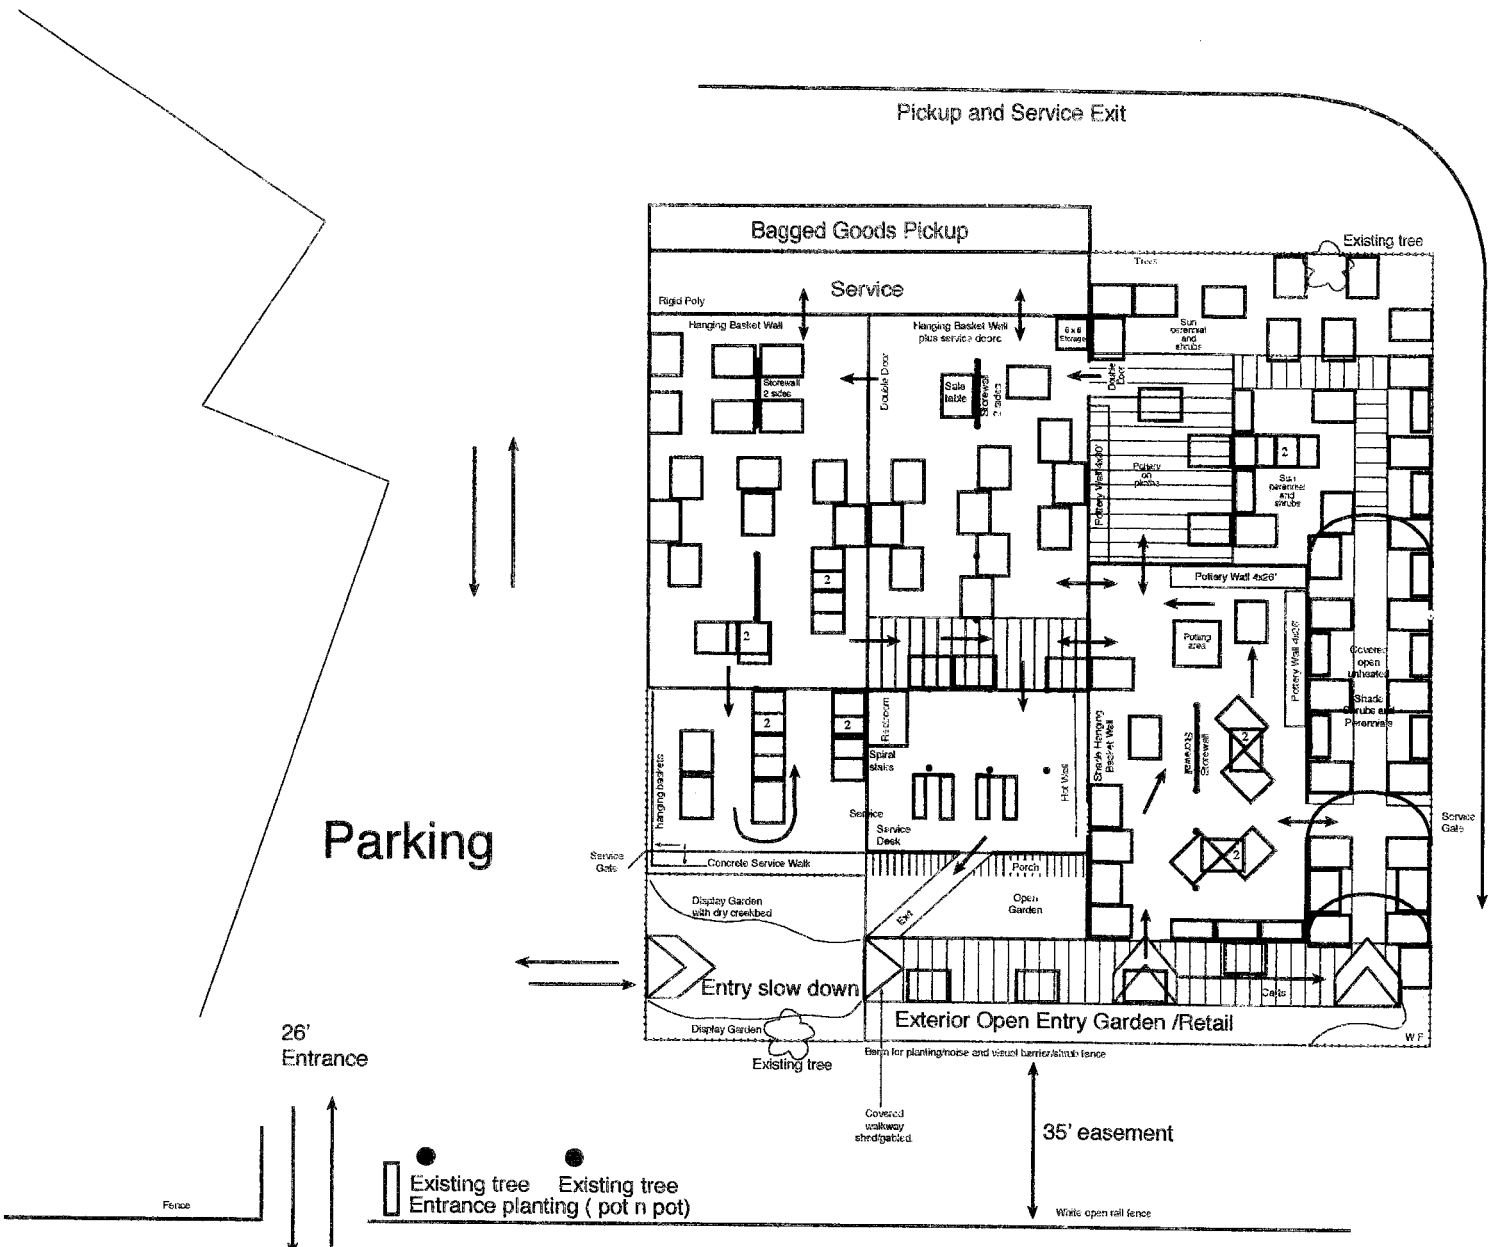 Pickup and Service Exit
Bagged Goods Pickup
Existing tree
Trees
Service
Rigid Poly
Hanging Basket Wall
Hanging Basket Wall
plus service doors
6 x 6
Storage
Sun
perennial
and
shrubs
Double Door
Double
Door
Storewall
2 sides
Sale
table
Storewall
2 sides
Pottery Wall 4x30'
Pottery
on
2
Sun
perennial
and
shrubs
2
Pottery Wall 4x26'
Pottery Wall 4x26'
2
Potting
area
Covered
open
unheated
Shade
Shrubs and
Perennials
2
2
Restroom
Shade Hanging
Basket Wall
Storewall
Storewall
2
Spiral
stairs
hanging baskets
Hot Wall
Parking
Service
Service
Desk
Service
Gate
2
Service
Gate
Concrete Service Walk
Porch
Display Garden
with dry creekbed
Open
Garden
Exit
Entry slow down
Carts
Exterior Open Entry Garden /Retail
Display Garden
W F
26'
Entrance
Existing tree
Berm for planting/noise and visual barrier/shrub fence
Covered
walkway
shed/gabled
35' easement
Existing tree
Existing tree
Entrance planting ( pot n pot)
Fence
White open rail fence